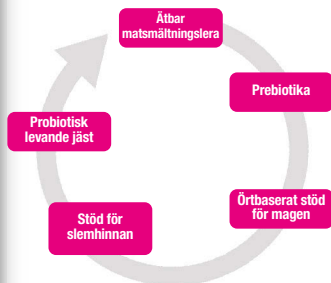 Ätbar
matsmältningslera
Prebiotika
Örtbaserat stöd
för magen
Stöd för
slemhinnan
Probiotisk
levande jäst